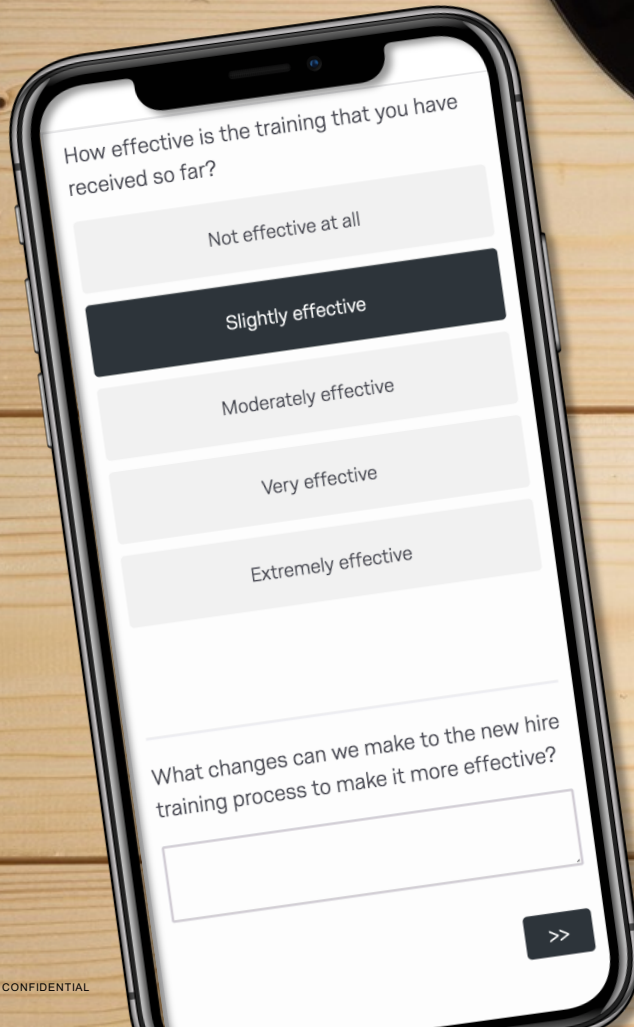 How effective is the training that you have
received so far?
Not effective at all
Slightly effective
Moderately effective
Very effective
Extremely effective
What changes can we make to the new hire
training process to make it more effective?
>>
CONFIDENTIAL